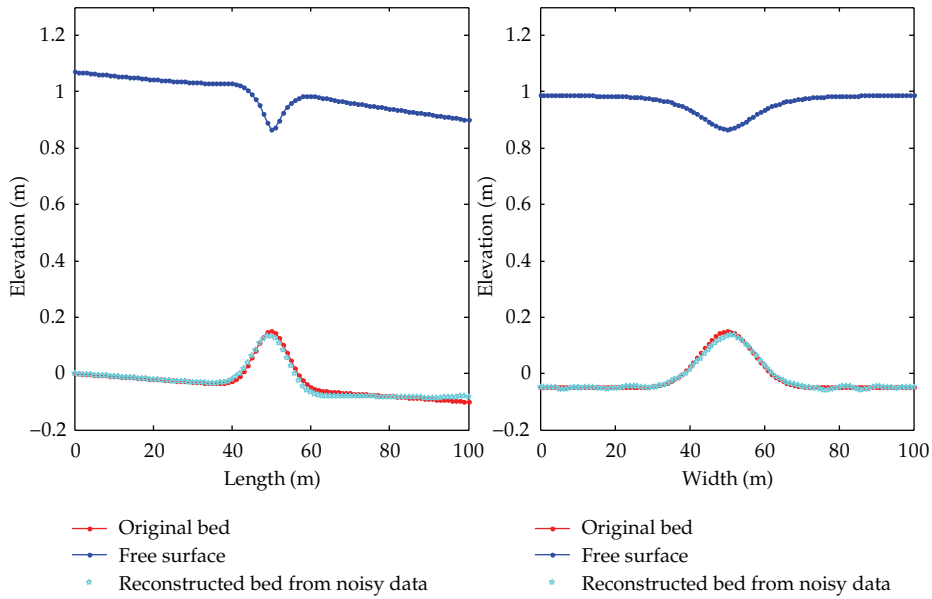 1.2
1
0.8
0.6
0.4
0.2
0
−0.2
Elevation (m)
0 20 40 60 80 100
Length (m)
Original bed
Free surface
Reconstructed bed from noisy data
1.2
1
0.8
0.6
0.4
0.2
0
−0.2
Elevation (m)
0 20 40 60 80 100
Width (m)
Original bed
Free surface
Reconstructed bed from noisy data